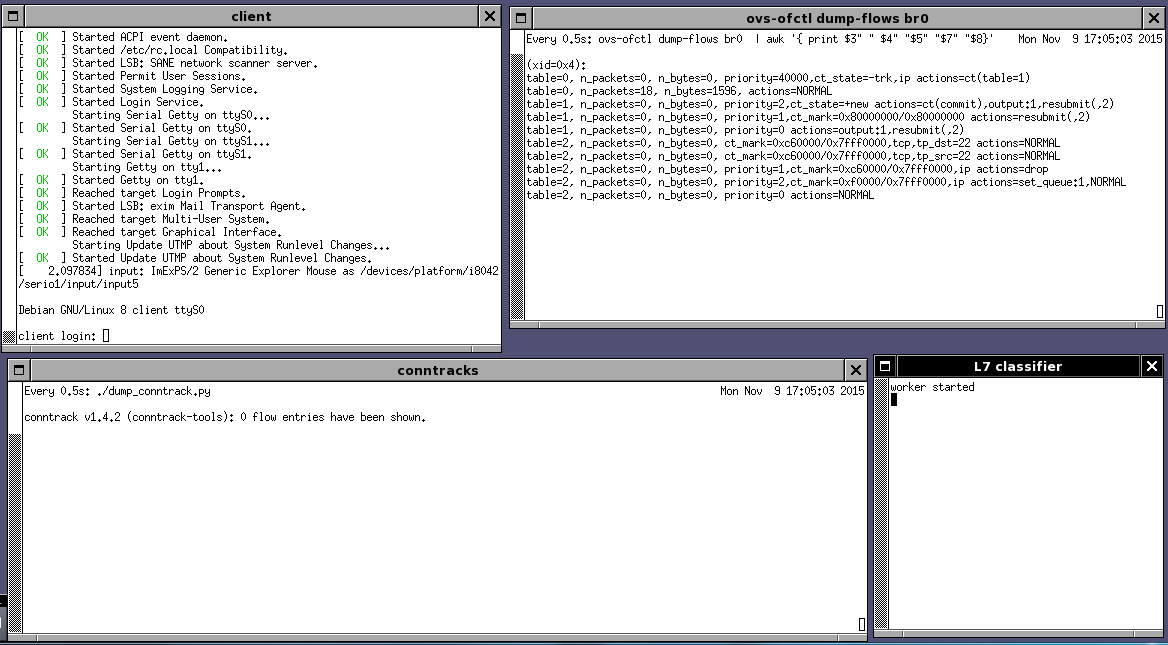 client
[  OK  ] Started ACPI event daemon.
[  OK  ] Started /etc/rc.local Compatibility.
[  OK  ] Started LSB: SANE network scanner server.
[  OK  ] Started Permit User Sessions.
[  OK  ] Started System Logging Service.
[  OK  ] Started Login Service.
Starting Serial Getty on ttyS0...
[  OK  ] Started Serial Getty on ttyS0.
Starting Serial Getty on ttyS1...
[  OK  ] Started Serial Getty on ttyS1.
Starting Getty on tty1...
[  OK  ] Started Getty on tty1.
[  OK  ] Reached target Login Prompts.
[  OK  ] Started LSB: exim Mail Transport Agent.
[  OK  ] Reached target Multi-User System.
[  OK  ] Reached target Graphical Interface.
Starting Update UTMP about System Runlevel Changes...
[  OK  ] Started Update UTMP about System Runlevel Changes.
[    2.097834] input: ImExPS/2 Generic Explorer Mouse as /devices/platform/i8042
/serio1/input/input5
Debian GNU/Linux 8 client ttyS0
client login:
ovs-ofctl dump-flows br0
Every 0.5s: ovs-ofctl dump-flows br0  | awk '{ print $3" " $4" "$5" "$7" "$8}'    Mon Nov  9 17:05:03 2015
(xid=0x4):
table=0, n_packets=0, n_bytes=0, priority=40000,ct_state=-trk,ip actions=ct(table=1)
table=0, n_packets=18, n_bytes=1596, actions=NORMAL
table=1, n_packets=0, n_bytes=0, priority=2,ct_state=+new actions=ct(commit),output:1,resubmit(,2)
table=1, n_packets=0, n_bytes=0, priority=1,ct_mark=0x80000000/0x80000000 actions=resubmit(,2)
table=1, n_packets=0, n_bytes=0, priority=0 actions=output:1,resubmit(,2)
table=2, n_packets=0, n_bytes=0, ct_mark=0xc60000/0x7fff0000,tcp,tp_dst=22 actions=NORMAL
table=2, n_packets=0, n_bytes=0, ct_mark=0xc60000/0x7fff0000,tcp,tp_src=22 actions=NORMAL
table=2, n_packets=0, n_bytes=0, priority=1,ct_mark=0xc60000/0x7fff0000,ip actions=drop
table=2, n_packets=0, n_bytes=0, priority=2,ct_mark=0xf0000/0x7fff0000,ip actions=set_queue:1,NORMAL
table=2, n_packets=0, n_bytes=0, priority=0 actions=NORMAL
conntracks
Every 0.5s: ./dump_conntrack.py    Mon Nov  9 17:05:03 2015
conntrack v1.4.2 (conntrack-tools): 0 flow entries have been shown.
L7 classifier
worker started